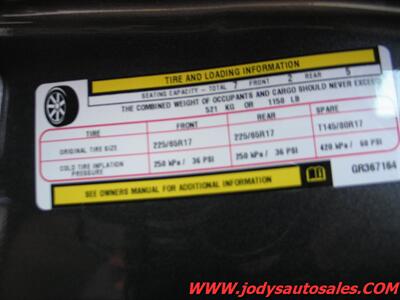 TIRE AND LOADING INFORMATION
SEATING CAPACITY - TOTAL 7 FRONT 2 REAR 5
THE COMBINED WEIGHT OF OCCUPANTS AND CARGO SHOULD NEVER EXCEED
521 KG OR 1150 LB
TIRE FRONT REAR SPARE
ORIGINAL TIRE SIZE 225/65R17 225/65R17 T145/80R17
COLD TIRE INFLATION PRESSURE 250 kPa / 36 PSI 250 kPa / 36 PSI 420 kPa / 60 PSI
SEE OWNERS MANUAL FOR ADDITIONAL INFORMATION
GR367164
www.jodysautosales.com